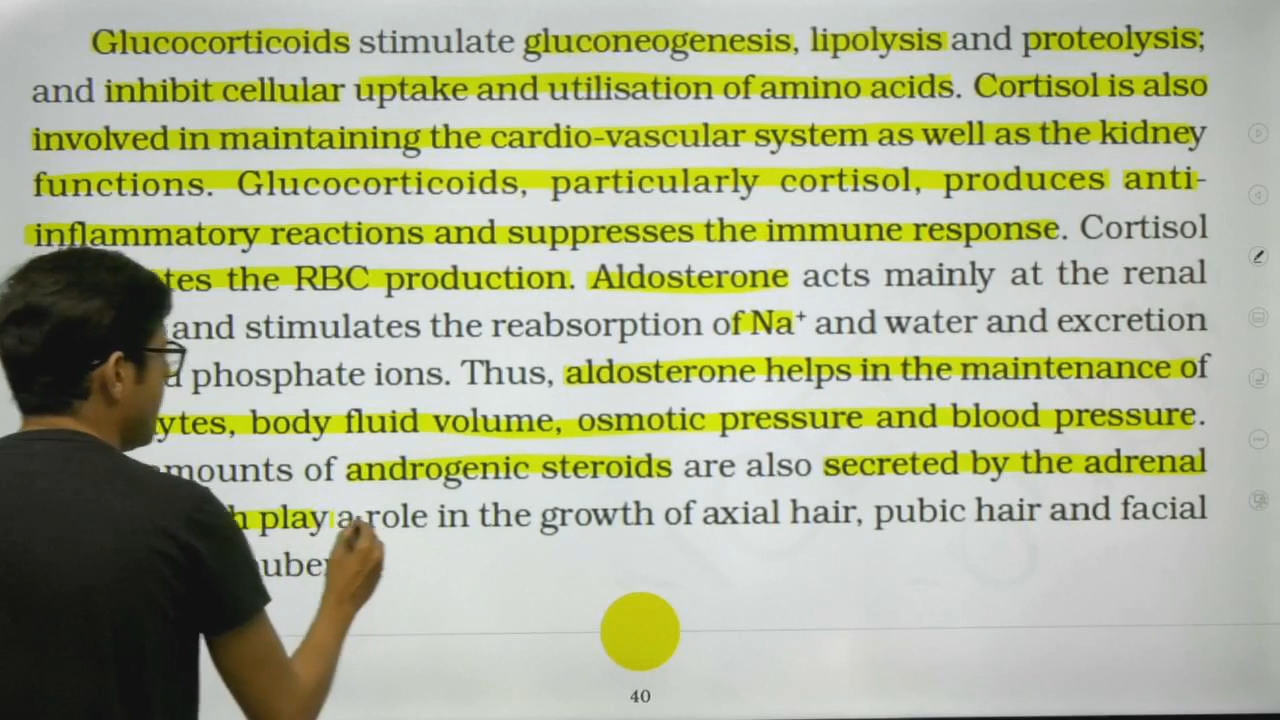 Glucocorticoids stimulate gluconeogenesis, lipolysis and proteolysis;
and inhibit cellular uptake and utilisation of amino acids. Cortisol is also
involved in maintaining the cardio-vascular system as well as the kidney
functions. Glucocorticoids, particularly cortisol, produces anti-
inflammatory reactions and suppresses the immune response. Cortisol
the RBC production. Aldosterone acts mainly at the renal
and stimulates the reabsorption of Na⁺ and water and excretion
phosphate ions. Thus, aldosterone helps in the maintenance of
body fluid volume, osmotic pressure and blood pressure.
of androgenic steroids are also secreted by the adrenal
play a role in the growth of axial hair, pubic hair and facial
40